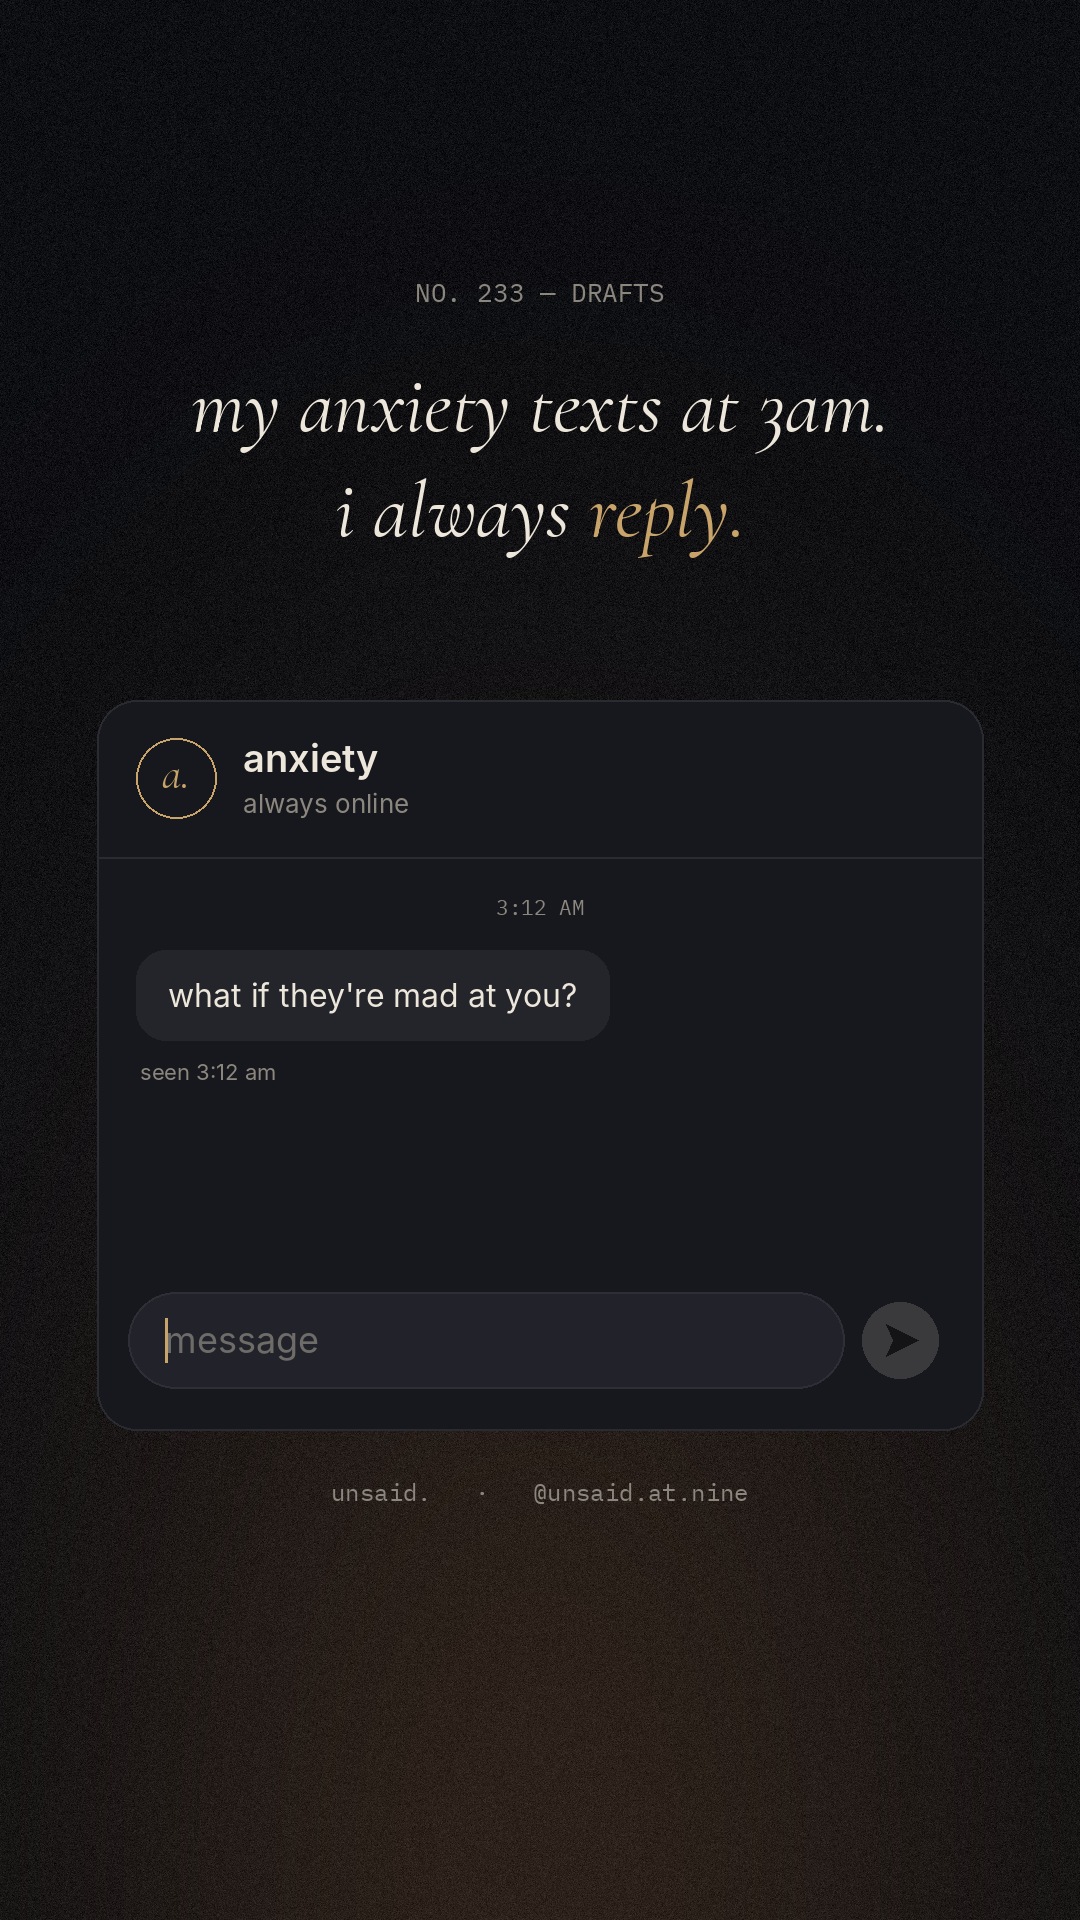 NO. 233 — DRAFTS
my anxiety texts at 3am.
i always reply.
a.
anxiety
always online
3:12 AM
what if they're mad at you?
seen 3:12 am
message
unsaid. · @unsaid.at.nine